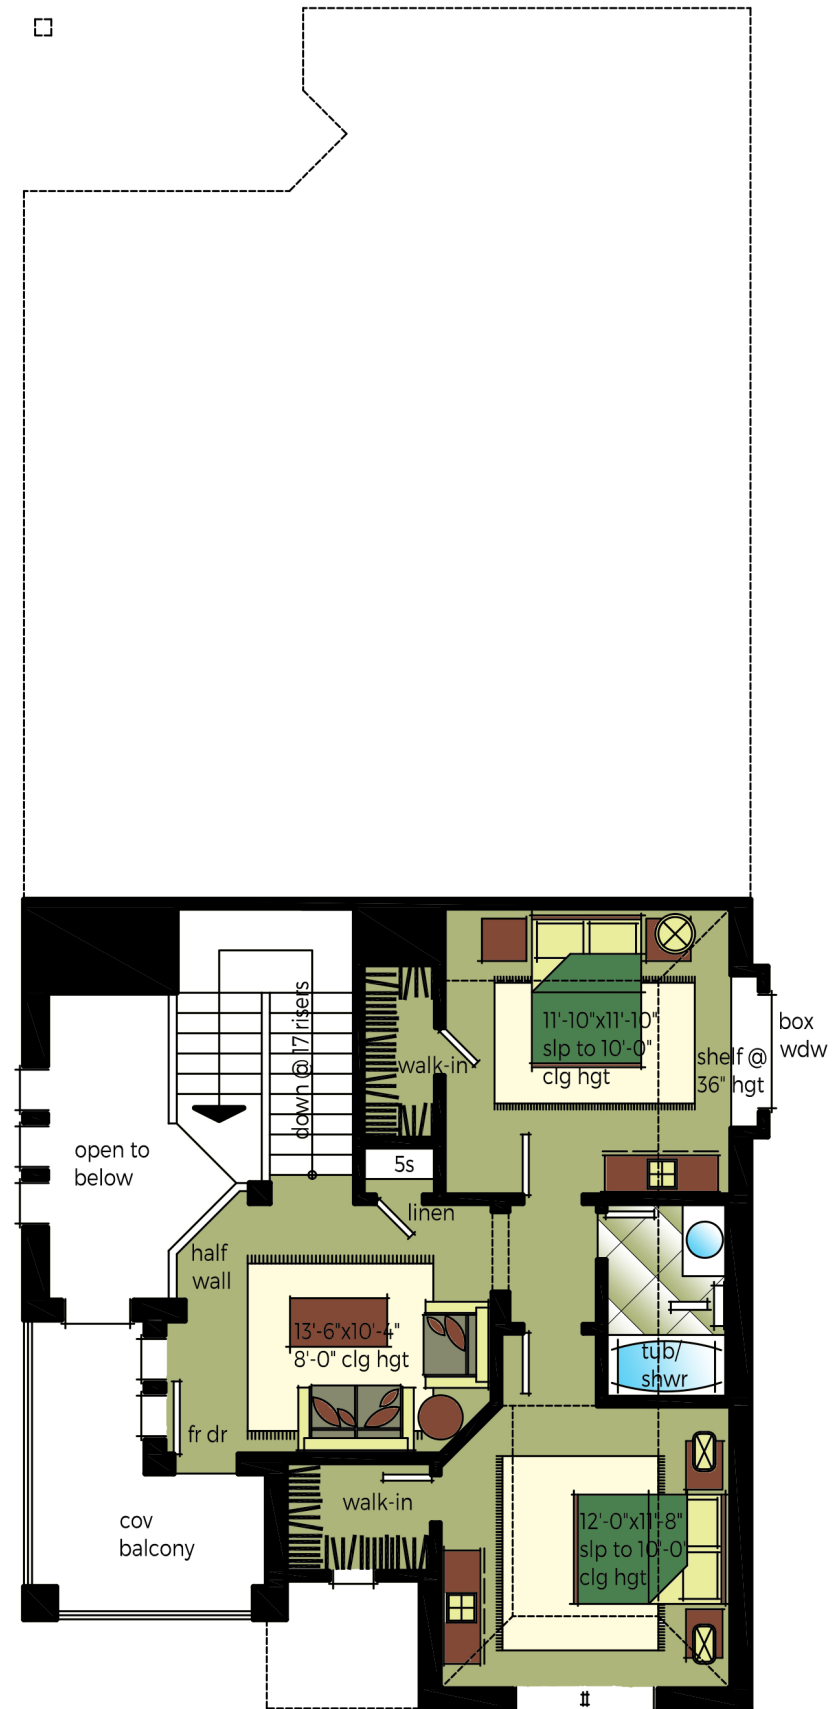 down @ 17 risers
11'-10"x11'-10"
slp to 10'-0"
clg hgt
box
wdw
shelf @
36" hgt
walk-in
open to
below
5s
linen
half
wall
13'-6"x10'-4"
8'-0" clg hgt
tub/
shwr
fr dr
walk-in
cov
balcony
12'-0"x11'-8"
slp to 10'-0"
clg hgt